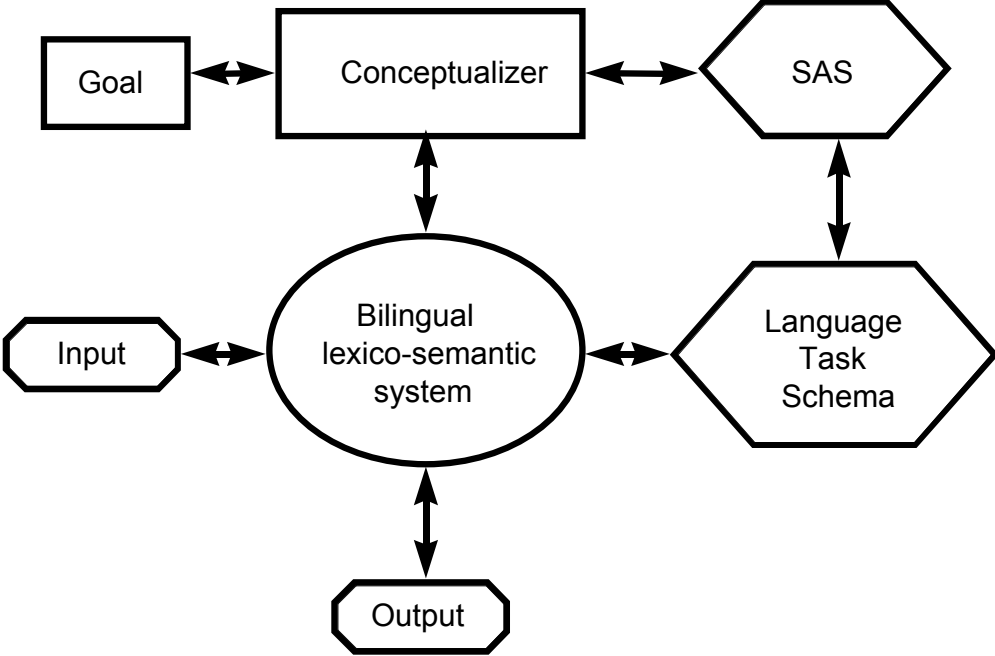 Goal
Conceptualizer
SAS
Input
Bilingual
lexico-semantic
system
Language
Task
Schema
Output